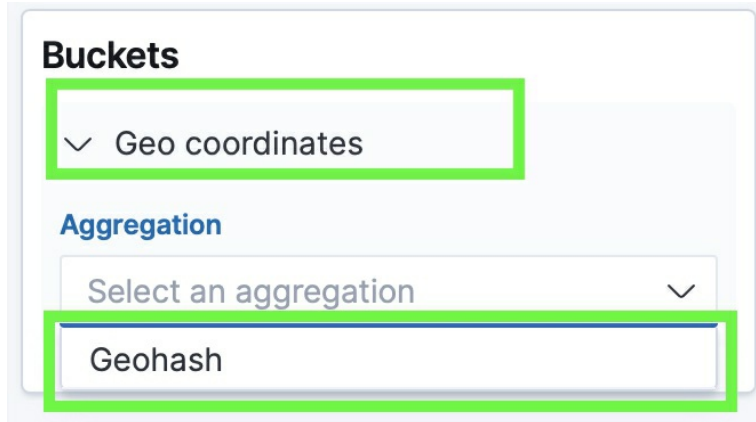 Buckets
Geo coordinates
Aggregation
Select an aggregation
Geohash